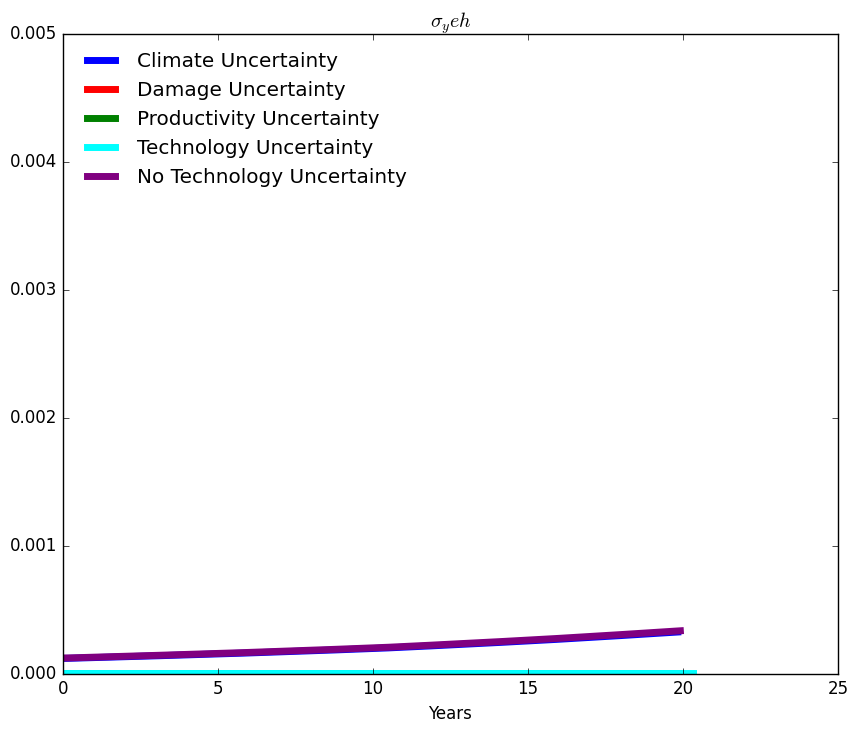 σ_y eh
0.005
Climate Uncertainty
Damage Uncertainty
Productivity Uncertainty
Technology Uncertainty
No Technology Uncertainty
0.004
0.003
0.002
0.001
0.000
0 5 10 15 20 25
Years